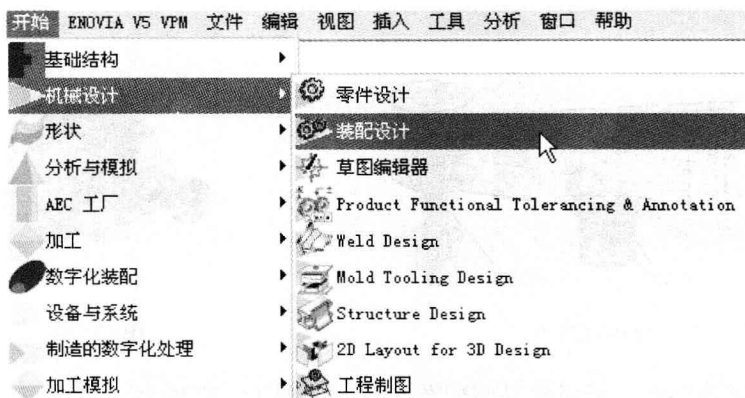 开始 ENOVIA V5 VPM 文件 编辑 视图 插入 工具 分析 窗口 帮助
基础结构
机械设计
形状
分析与模拟
AEC 工厂
加工
数字化装配
设备与系统
制造的数字化处理
加工模拟
零件设计
装配设计
草图编辑器
Product Functional Tolerancing & Annotation
Weld Design
Mold Tooling Design
Structure Design
2D Layout for 3D Design
工程制图